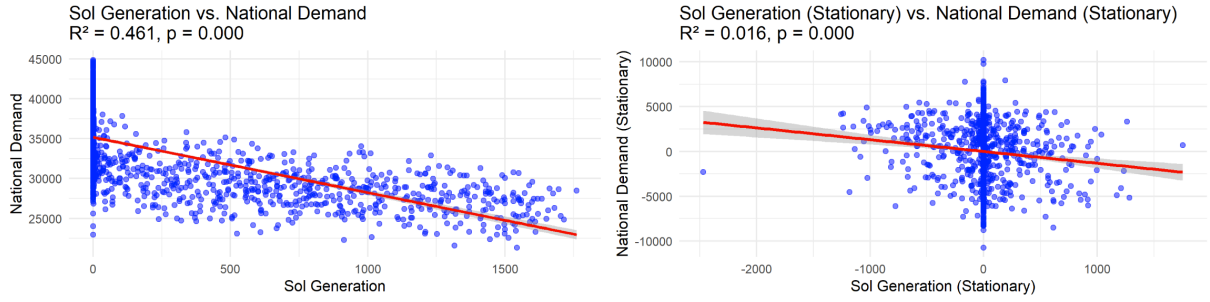 Sol Generation vs. National Demand
R² = 0.461, p = 0.000
45000
40000
35000
30000
25000
National Demand
0
500
1000
1500
Sol Generation
Sol Generation (Stationary) vs. National Demand (Stationary)
R² = 0.016, p = 0.000
10000
5000
0
-5000
-10000
National Demand (Stationary)
-2000
-1000
0
1000
Sol Generation (Stationary)